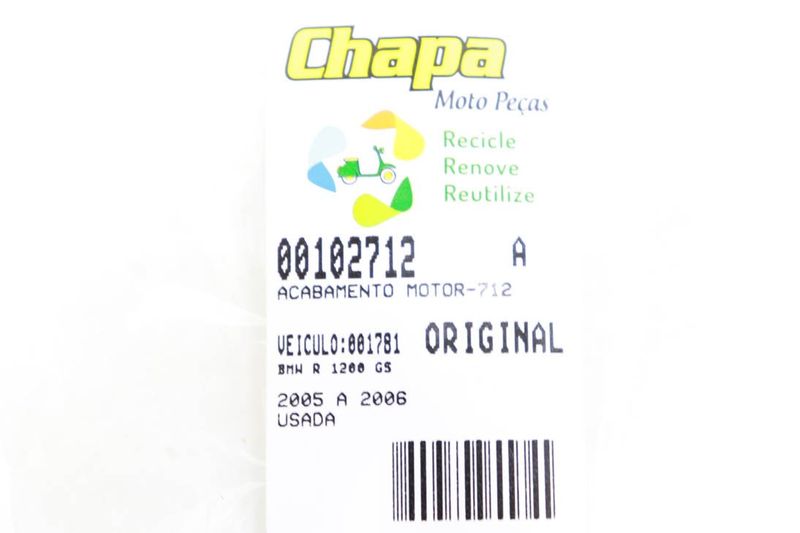 Chapa
Moto Peças
Recicle
Renove
Reutilize
00102712 A
ACABAMENTO MOTOR-712
VEICULO:001781 ORIGINAL
BMW R 1200 GS
2005 A 2006
USADA